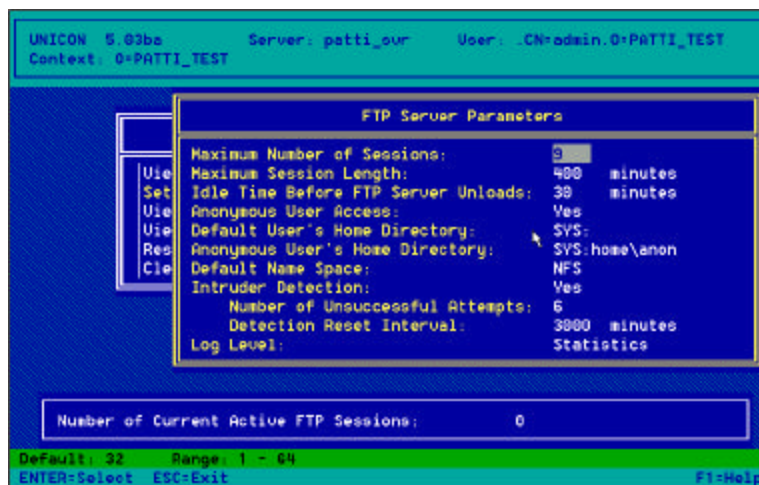 UNICON 5.03ba Server: patti_svr User: .CN=admin.O=PATTI_TEST
Context: O=PATTI_TEST
FTP Server Parameters
Maximum Number of Sessions: 9
Vie Maximum Session Length: 400 minutes
Set Idle Time Before FTP Server Unloads: 30 minutes
Vie Anonymous User Access: Yes
Vie Default User's Home Directory: SYS:
Res Anonymous User's Home Directory: SYS:home\anon
Cle Default Name Space: NFS
Intruder Detection: Yes
Number of Unsuccessful Attempts: 6
Detection Reset Interval: 3000 minutes
Log Level: Statistics
Number of Current Active FTP Sessions: 0
Default: 32 Range: 1 - 64
ENTER=Select ESC=Exit F1=Help